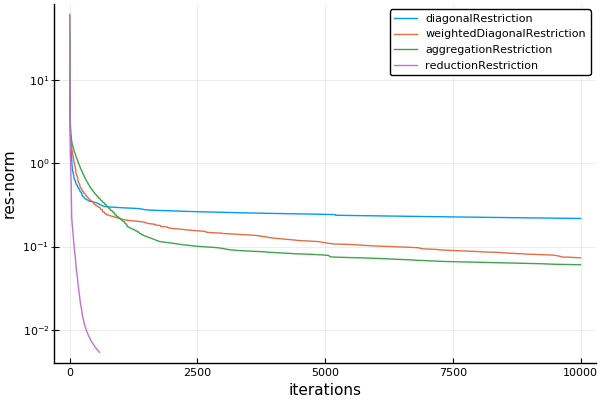 diagonalRestriction
weightedDiagonalRestriction
aggregationRestriction
reductionRestriction
10¹
10⁰
10⁻¹
10⁻²
res-norm
0 2500 5000 7500 10000
iterations